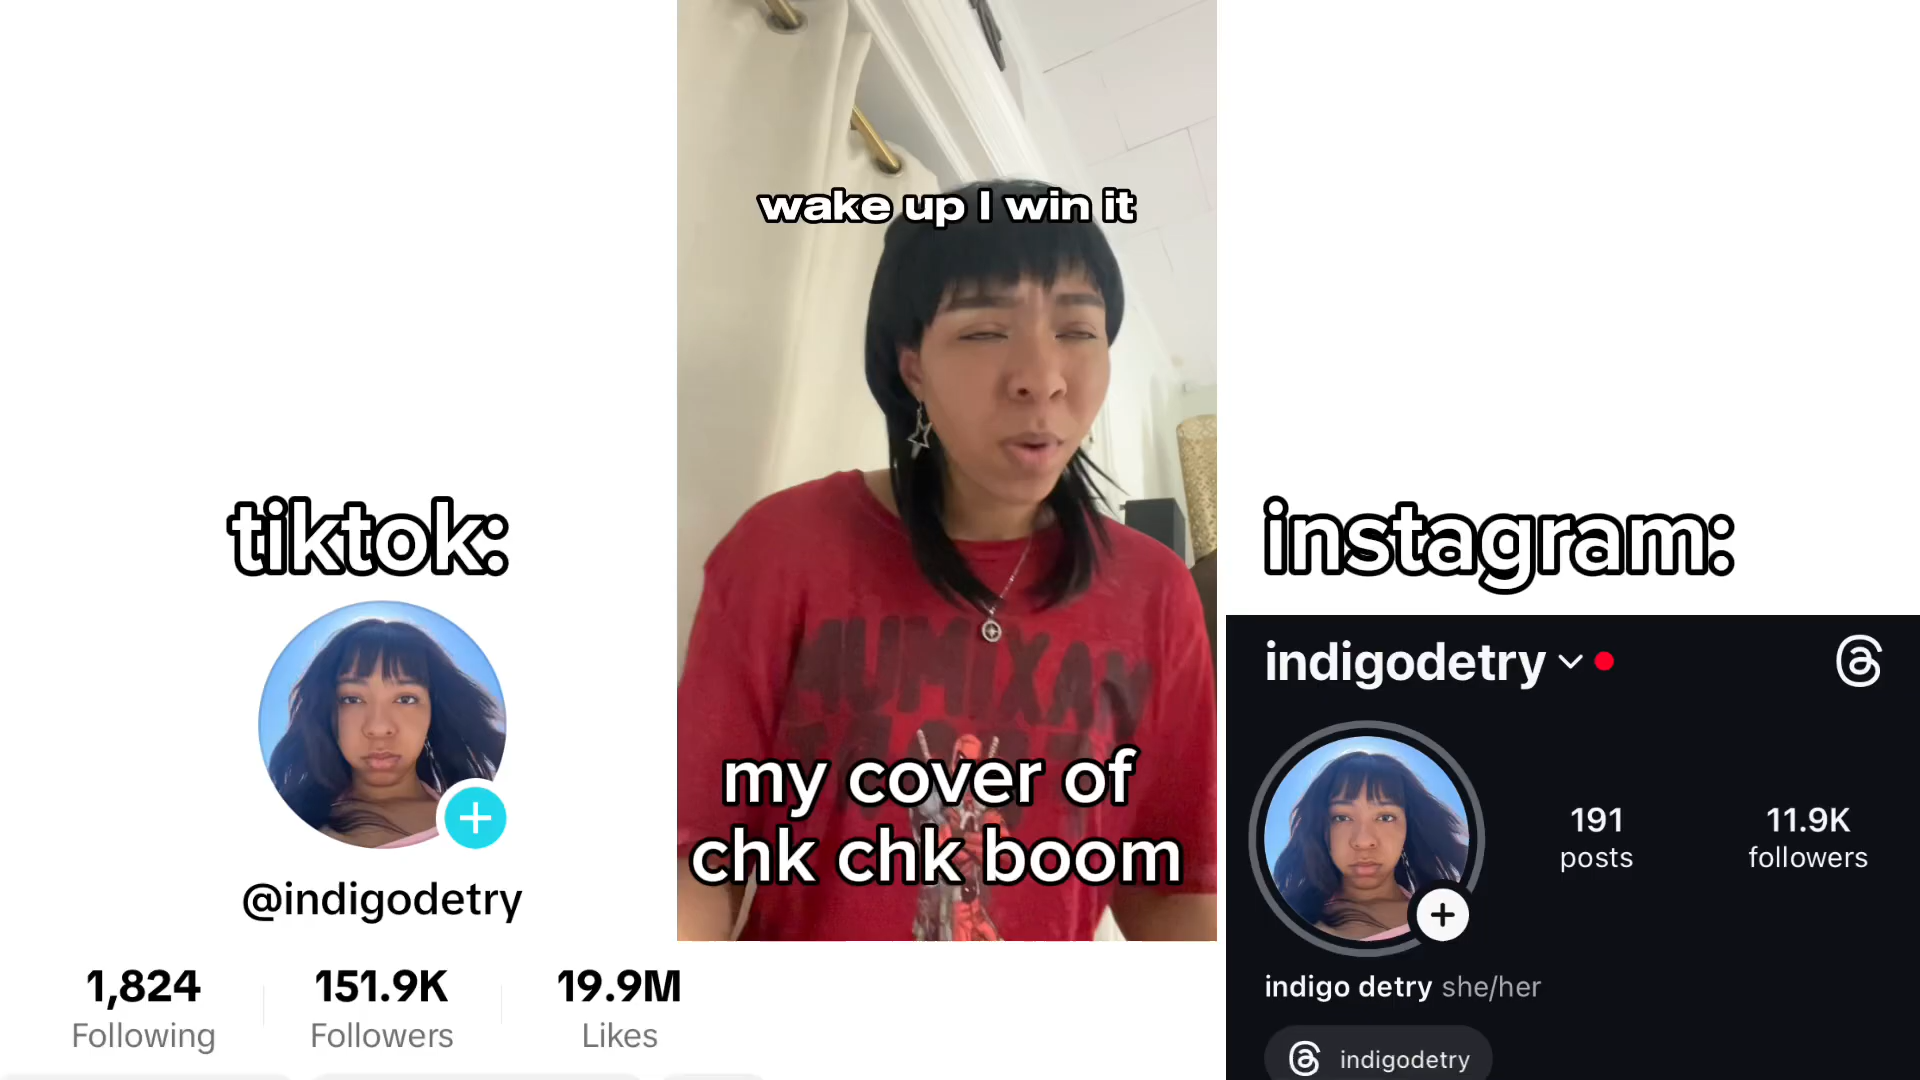 tiktok:
@indigodetry
1,824
Following
151.9K
Followers
19.9M
Likes
wake up I win it
MUMIXAM
my cover of
chk chk boom
instagram:
indigodetry
191
posts
11.9K
followers
indigo detry she/her
indigodetry